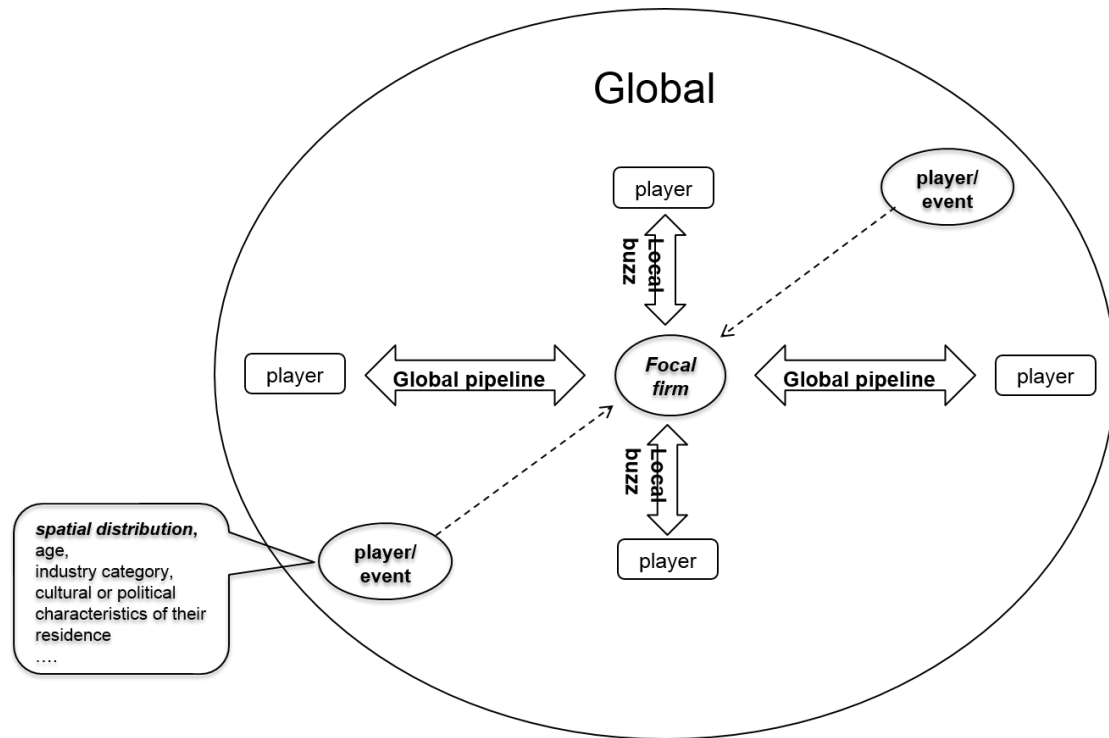 Global
player
player/
event
Local
buzz
player
Global pipeline
Focal
firm
Global pipeline
player
Local
buzz
player
player/
event
spatial distribution,
age,
industry category,
cultural or political
characteristics of their
residence
....